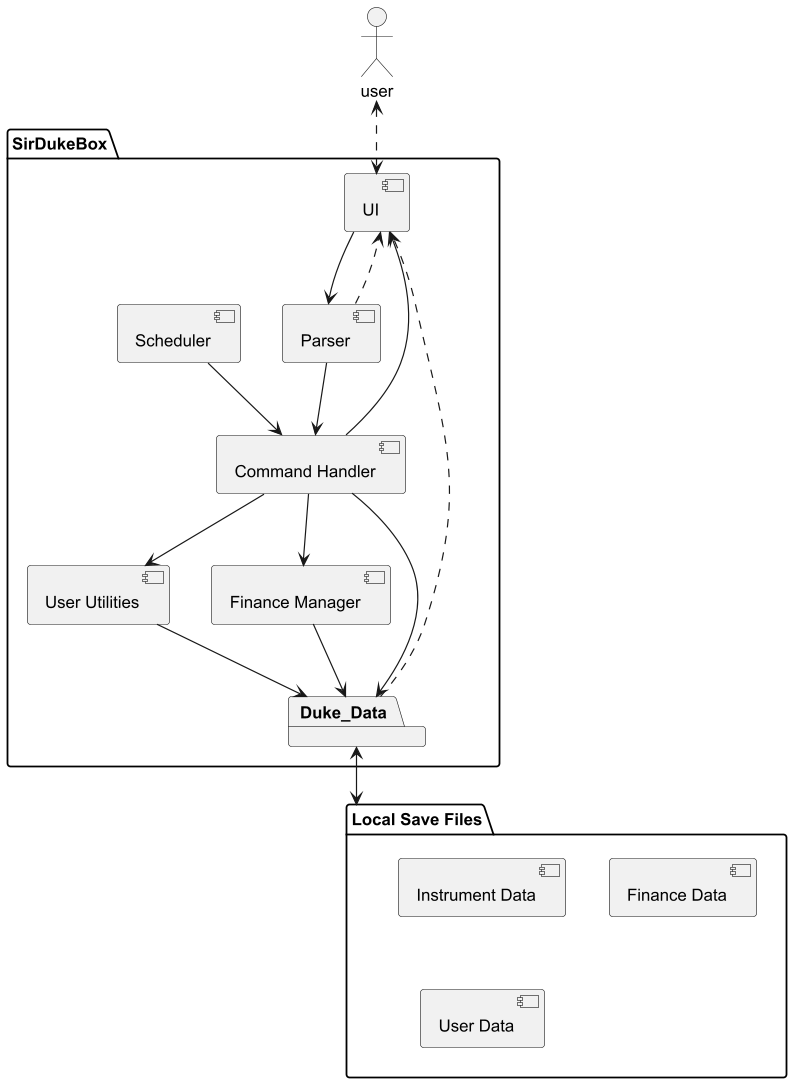 user
SirDukeBox
UI
Scheduler
Parser
Command Handler
User Utilities
Finance Manager
Duke_Data
Local Save Files
Instrument Data
Finance Data
User Data